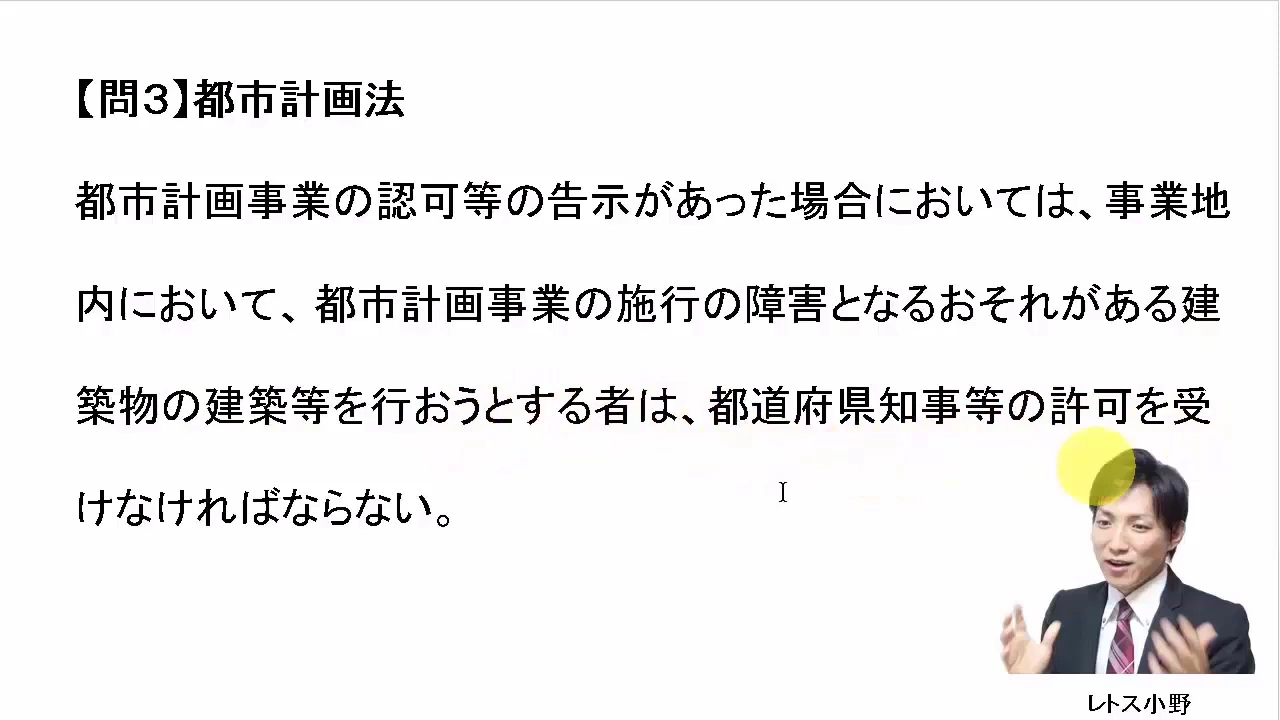 【問３】都市計画法
都市計画事業の認可等の告示があった場合においては、事業地
内において、都市計画事業の施行の障害となるおそれがある建
築物の建築等を行おうとする者は、都道府県知事等の許可を受
けなければならない。
レトス小野